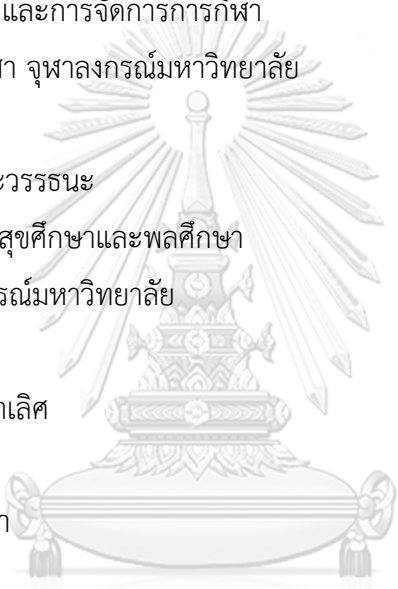 และการจัดการการกีฬา
า จุฬาลงกรณ์มหาวิทยาลัย
ะวรรธนะ
สุขศึกษาและพลศึกษา
รณ์มหาวิทยาลัย
าเลิศ
า